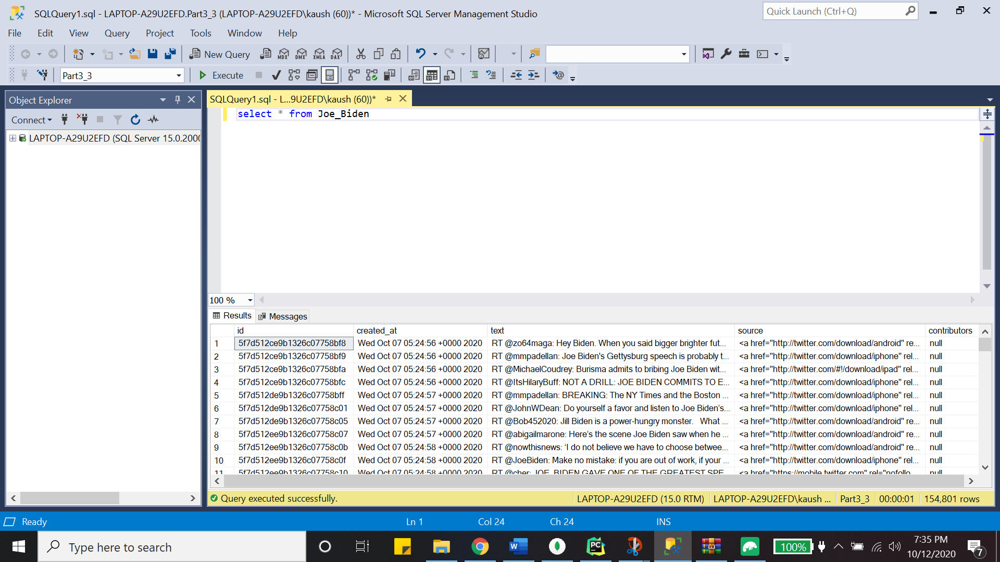 SQLQuery1.sql - LAPTOP-A29U2EFD.Part3_3 (LAPTOP-A29U2EFD\kaush (60))* - Microsoft SQL Server Management Studio
Quick Launch (Ctrl+Q)
File Edit View Query Project Tools Window Help
New Query MDX DMX XMLA DAX
Part3_3 Execute
Object Explorer
SQLQuery1.sql - L...9U2EFD\kaush (60))*
Connect
LAPTOP-A29U2EFD (SQL Server 15.0.200
select * from Joe_Biden
100 %
Results Messages
id created_at text source contributors
1 5f7d512ce9b1326c07758bf8 Wed Oct 07 05:24:56 +0000 2020 RT @zo64maga: Hey Biden. When you said bigger brighter fut... <a href="http://twitter.com/download/android" re... null
2 5f7d512ce9b1326c07758bf9 Wed Oct 07 05:24:56 +0000 2020 RT @mmpadellan: Joe Biden's Gettysburg speech is probably t... <a href="http://twitter.com/download/iphone" rel... null
3 5f7d512ce9b1326c07758bfa Wed Oct 07 05:24:56 +0000 2020 RT @MichaelCoudrey: Burisma admits to bribing Joe Biden wit... <a href="http://twitter.com/#!/download/ipad" rel... null
4 5f7d512ce9b1326c07758bfc Wed Oct 07 05:24:56 +0000 2020 RT @ItsHilaryBuff: NOT A DRILL: JOE BIDEN COMMITS TO E... <a href="http://twitter.com/download/iphone" rel... null
5 5f7d512de9b1326c07758bff Wed Oct 07 05:24:57 +0000 2020 RT @mmpadellan: BREAKING: The NY Times and the Boston ... <a href="http://twitter.com/download/iphone" rel... null
6 5f7d512de9b1326c07758c01 Wed Oct 07 05:24:57 +0000 2020 RT @JohnWDean: Do yourself a favor and listen to Joe Biden’s... <a href="http://twitter.com/download/iphone" rel... null
7 5f7d512de9b1326c07758c05 Wed Oct 07 05:24:57 +0000 2020 RT @Bob452020: Jill Biden is a power-hungry monster. What ... <a href="http://twitter.com/download/android" re... null
8 5f7d512ee9b1326c07758c07 Wed Oct 07 05:24:57 +0000 2020 RT @abigailmarone: Here’s the scene Joe Biden saw when he ... <a href="http://twitter.com/download/android" re... null
9 5f7d512ee9b1326c07758c0b Wed Oct 07 05:24:58 +0000 2020 RT @nowthisnews: ‘I do not believe we have to choose betwee... <a href="http://twitter.com/download/android" re... null
10 5f7d512ee9b1326c07758c0f Wed Oct 07 05:24:58 +0000 2020 RT @JoeBiden: Make no mistake: if you are out of work, if your ... <a href="http://twitter.com/download/iphone" rel... null
11 5f7d512ee9b1326c07758c10 Wed Oct 07 05:24:58 +0000 2020 RT @cher: JOE BIDEN GAVE ONE OF THE GREATEST SPE <a href="https://mobile.twitter.com" rel="nofollo null
Query executed successfully. LAPTOP-A29U2EFD (15.0 RTM) LAPTOP-A29U2EFD\kaush ... Part3_3 00:00:01 154,801 rows
Ready Ln 1 Col 24 Ch 24 INS
Type here to search
W
PC
100%
7:35 PM
10/12/2020
7